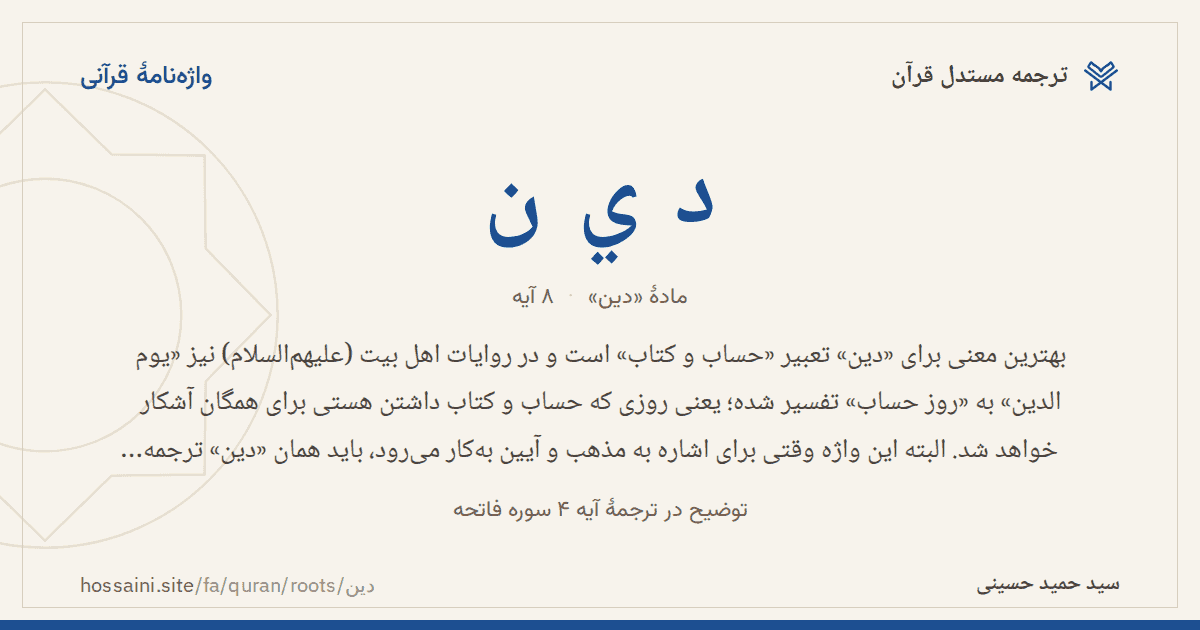 ترجمه مستدل قرآن
واژه‌نامهٔ قرآنی
د ي ن
مادهٔ «دین» · ۸ آیه
بهترین معنی برای «دین» تعبیر «حساب و کتاب» است و در روایات اهل بیت (علیهم‌السلام) نیز «یوم
الدین» به «روز حساب» تفسیر شده؛ یعنی روزی که حساب و کتاب داشتن هستی برای همگان آشکار
خواهد شد. البته این واژه وقتی برای اشاره به مذهب و آیین به‌کار می‌رود، باید همان «دین» ترجمه…
توضیح در ترجمهٔ آیه ۴ سوره فاتحه
سید حمید حسینی
hossaini.site/fa/quran/roots/دین